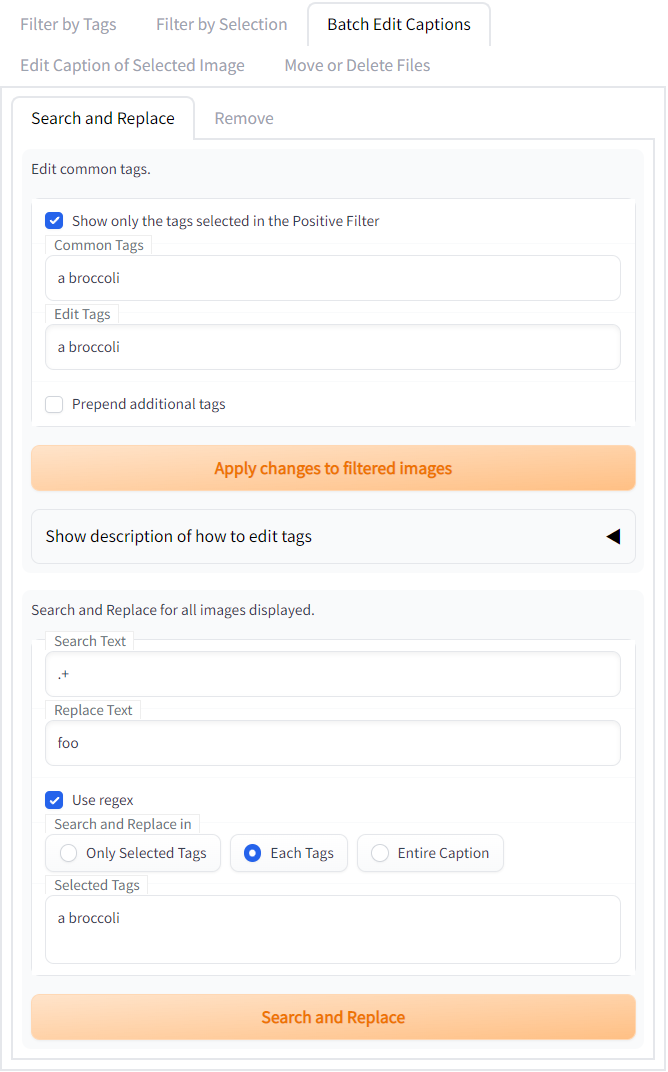 Filter by Tags Filter by Selection Batch Edit Captions
Edit Caption of Selected Image Move or Delete Files
Search and Replace Remove
Edit common tags.
Show only the tags selected in the Positive Filter
Common Tags
a broccoli
Edit Tags
a broccoli
Prepend additional tags
Apply changes to filtered images
Show description of how to edit tags
Search and Replace for all images displayed.
Search Text
.+
Replace Text
foo
Use regex
Search and Replace in
Only Selected Tags Each Tags Entire Caption
Selected Tags
a broccoli
Search and Replace